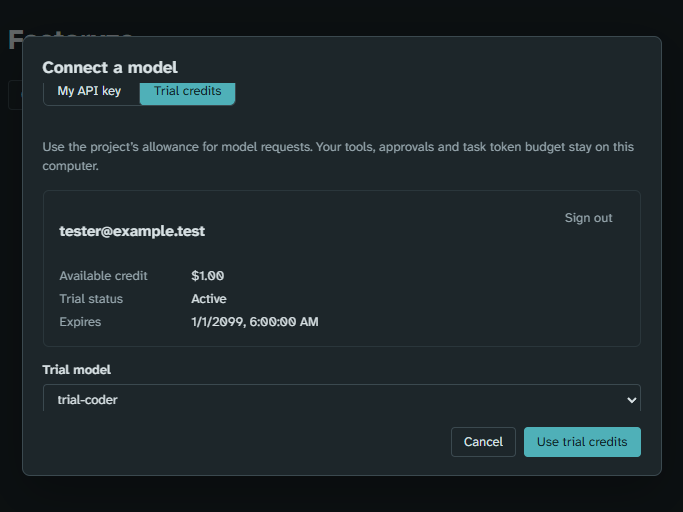 Connect a model
My API key
Trial credits
Use the project's allowance for model requests. Your tools, approvals and task token budget stay on this
computer.
Sign out
tester@example.test
Available credit $1.00
Trial status Active
Expires 1/1/2099, 6:00:00 AM
Trial model
trial-coder
Cancel
Use trial credits